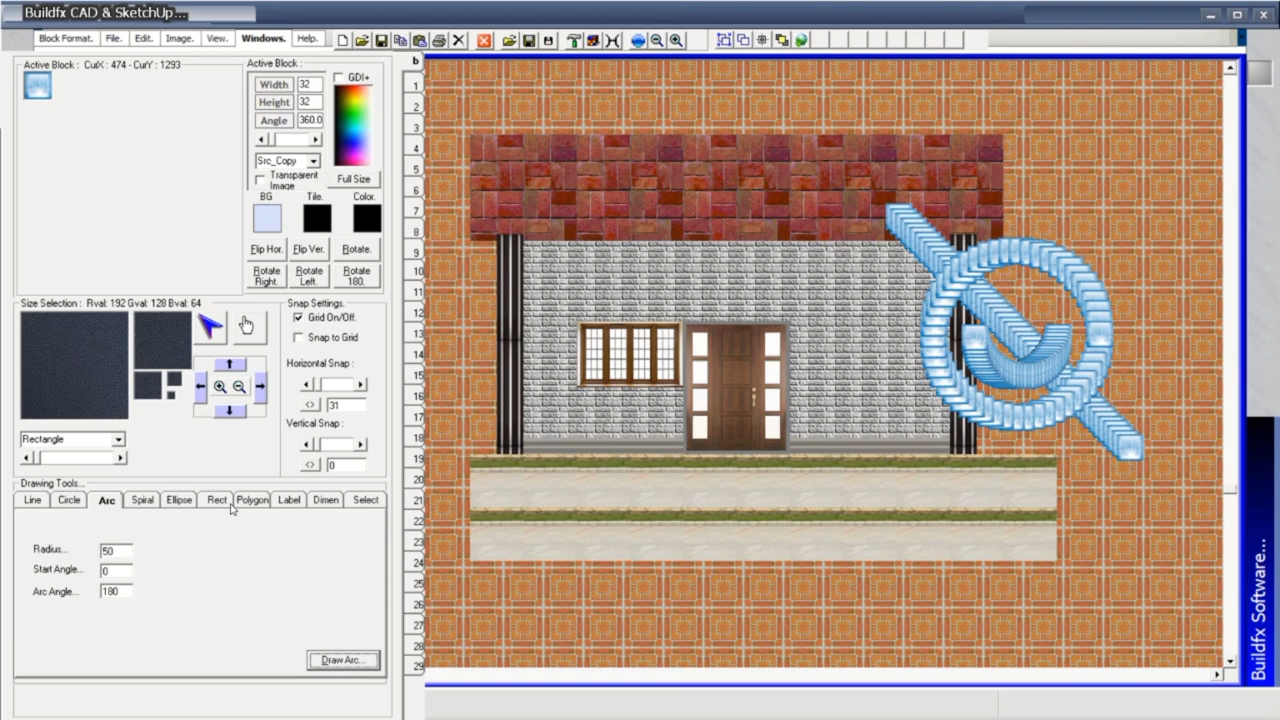 Buildfx CAD & SketchUp...
Block Format. File. Edit. Image. View. Windows. Help.
Active Block : CurX : 474 - CurY : 1293
Active Block :
Width 32
GDI+
Height 32
Angle 360.0
Src_Copy
Transparent
Image
Full Size
BG Tile. Color.
Flip Hor. Flip Ver. Rotate.
Rotate
Right.
Rotate
Left.
Rotate
180.
Size Selection : Rval: 192 Gval: 128 Bval: 64
Snap Settings.
Grid On/Off.
Snap to Grid
Horizontal Snap :
<> 31
Vertical Snap :
<> 0
Rectangle
Drawing Tools...
Line Circle Arc Spiral Ellipse Rect Polygon Label Dimen Select
Radius... 50
Start Angle... 0
Arc Angle... 180
Draw Arc...
b
1
2
3
4
5
6
7
8
9
10
11
12
13
14
15
16
17
18
19
20
21
22
23
24
25
26
27
28
29
Buildfx Software...